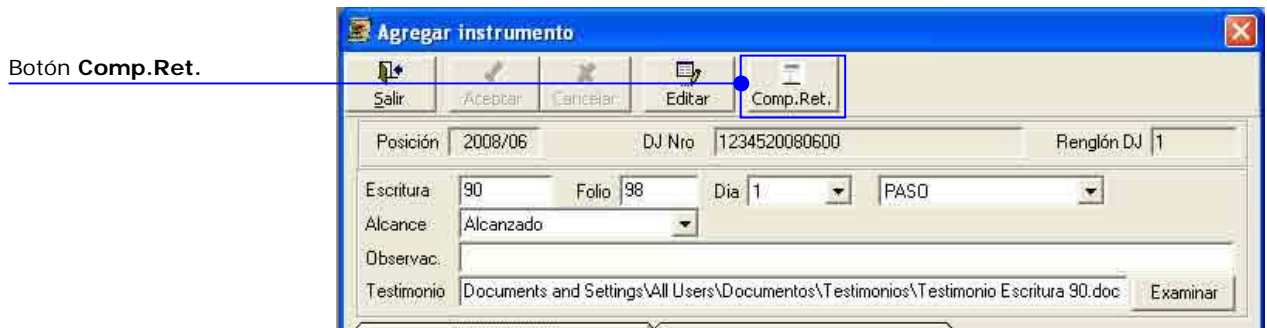 Agregar instrumento
Botón Comp.Ret.
Salir Aceptar Cancelar Editar Comp.Ret.
Posición 2008/06 DJ Nro 1234520080600 Renglón DJ 1
Escritura 90 Folio 98 Dia 1 PASO
Alcance Alcanzado
Observac.
Testimonio Documents and Settings\All Users\Documentos\Testimonios\Testimonio Escritura 90.doc Examinar